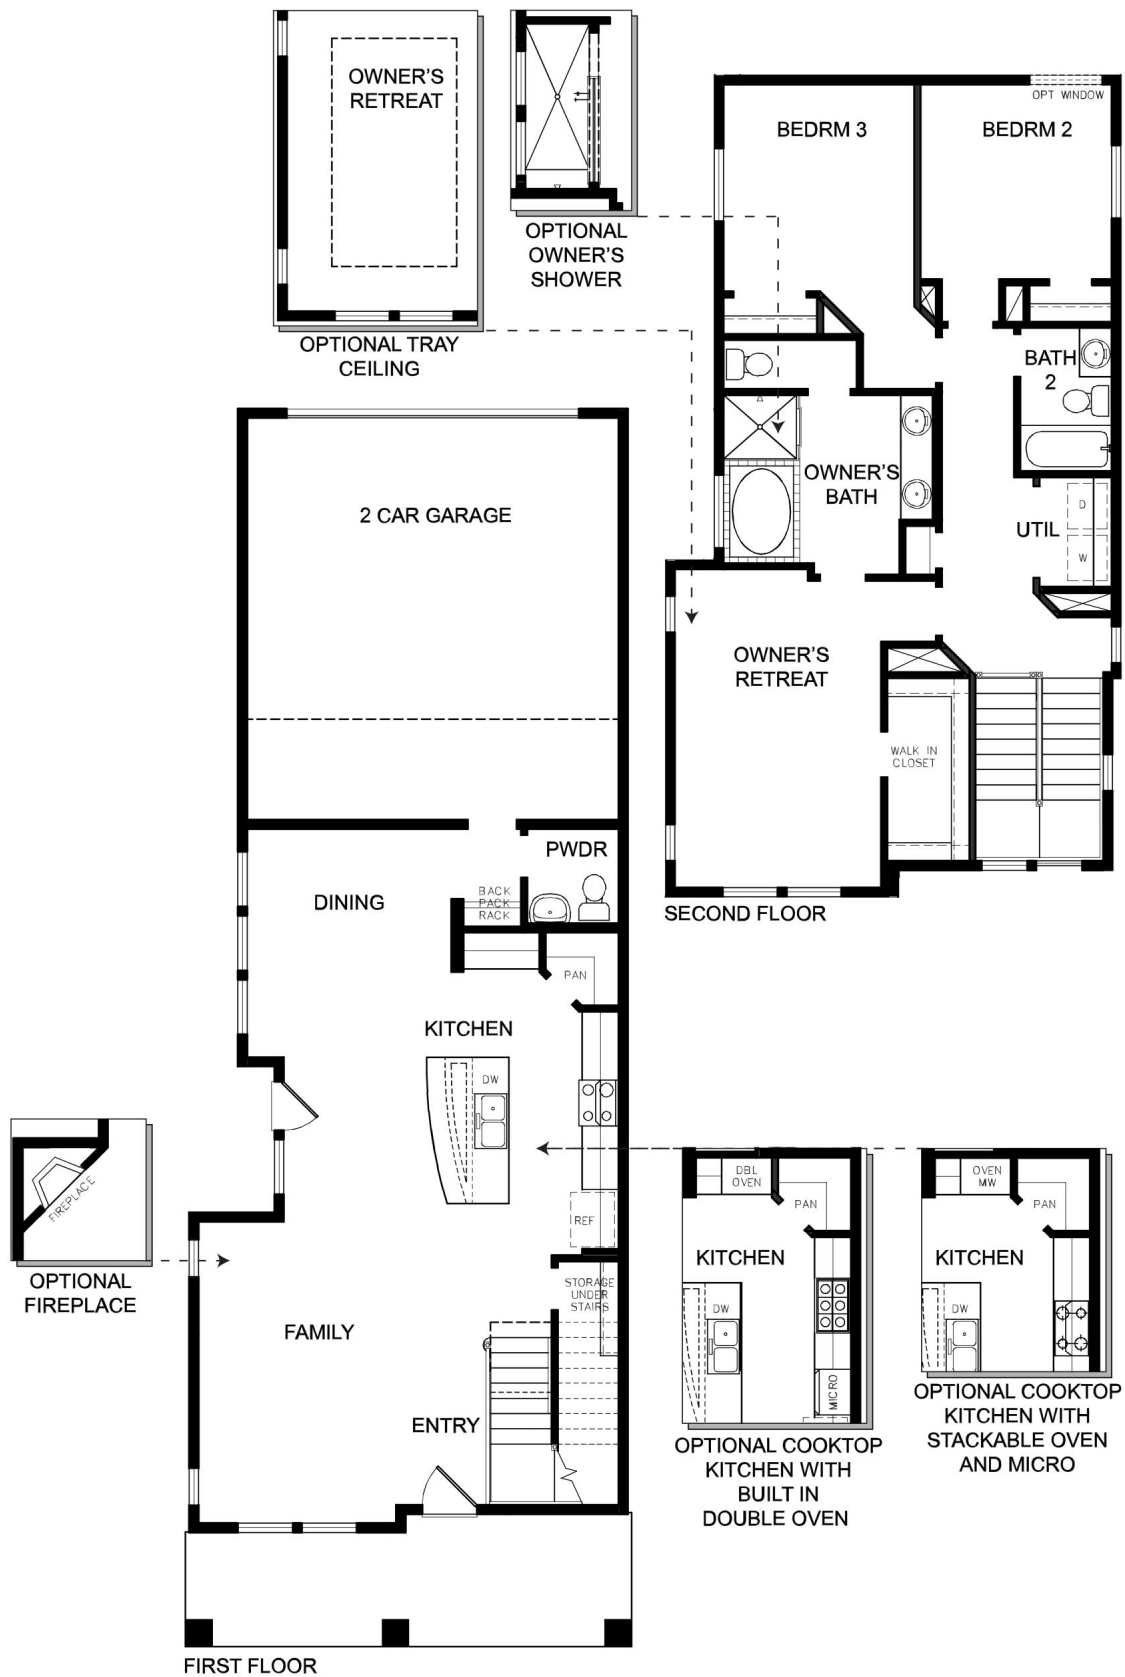 OWNER'S
RETREAT
OPTIONAL TRAY
CEILING
OPTIONAL
OWNER'S
SHOWER
OPT WINDOW
BEDRM 3
BEDRM 2
BATH
2
OWNER'S
BATH
UTIL
D
W
OWNER'S
RETREAT
WALK IN
CLOSET
SECOND FLOOR
2 CAR GARAGE
PWDR
DINING
BACK
PACK
RACK
PAN
KITCHEN
DW
REF
STORAGE
UNDER
STAIRS
FIREPLACE
OPTIONAL
FIREPLACE
FAMILY
ENTRY
FIRST FLOOR
DBL
OVEN
PAN
KITCHEN
DW
MICRO
OPTIONAL COOKTOP
KITCHEN WITH
BUILT IN
DOUBLE OVEN
OVEN
MW
PAN
KITCHEN
DW
OPTIONAL COOKTOP
KITCHEN WITH
STACKABLE OVEN
AND MICRO